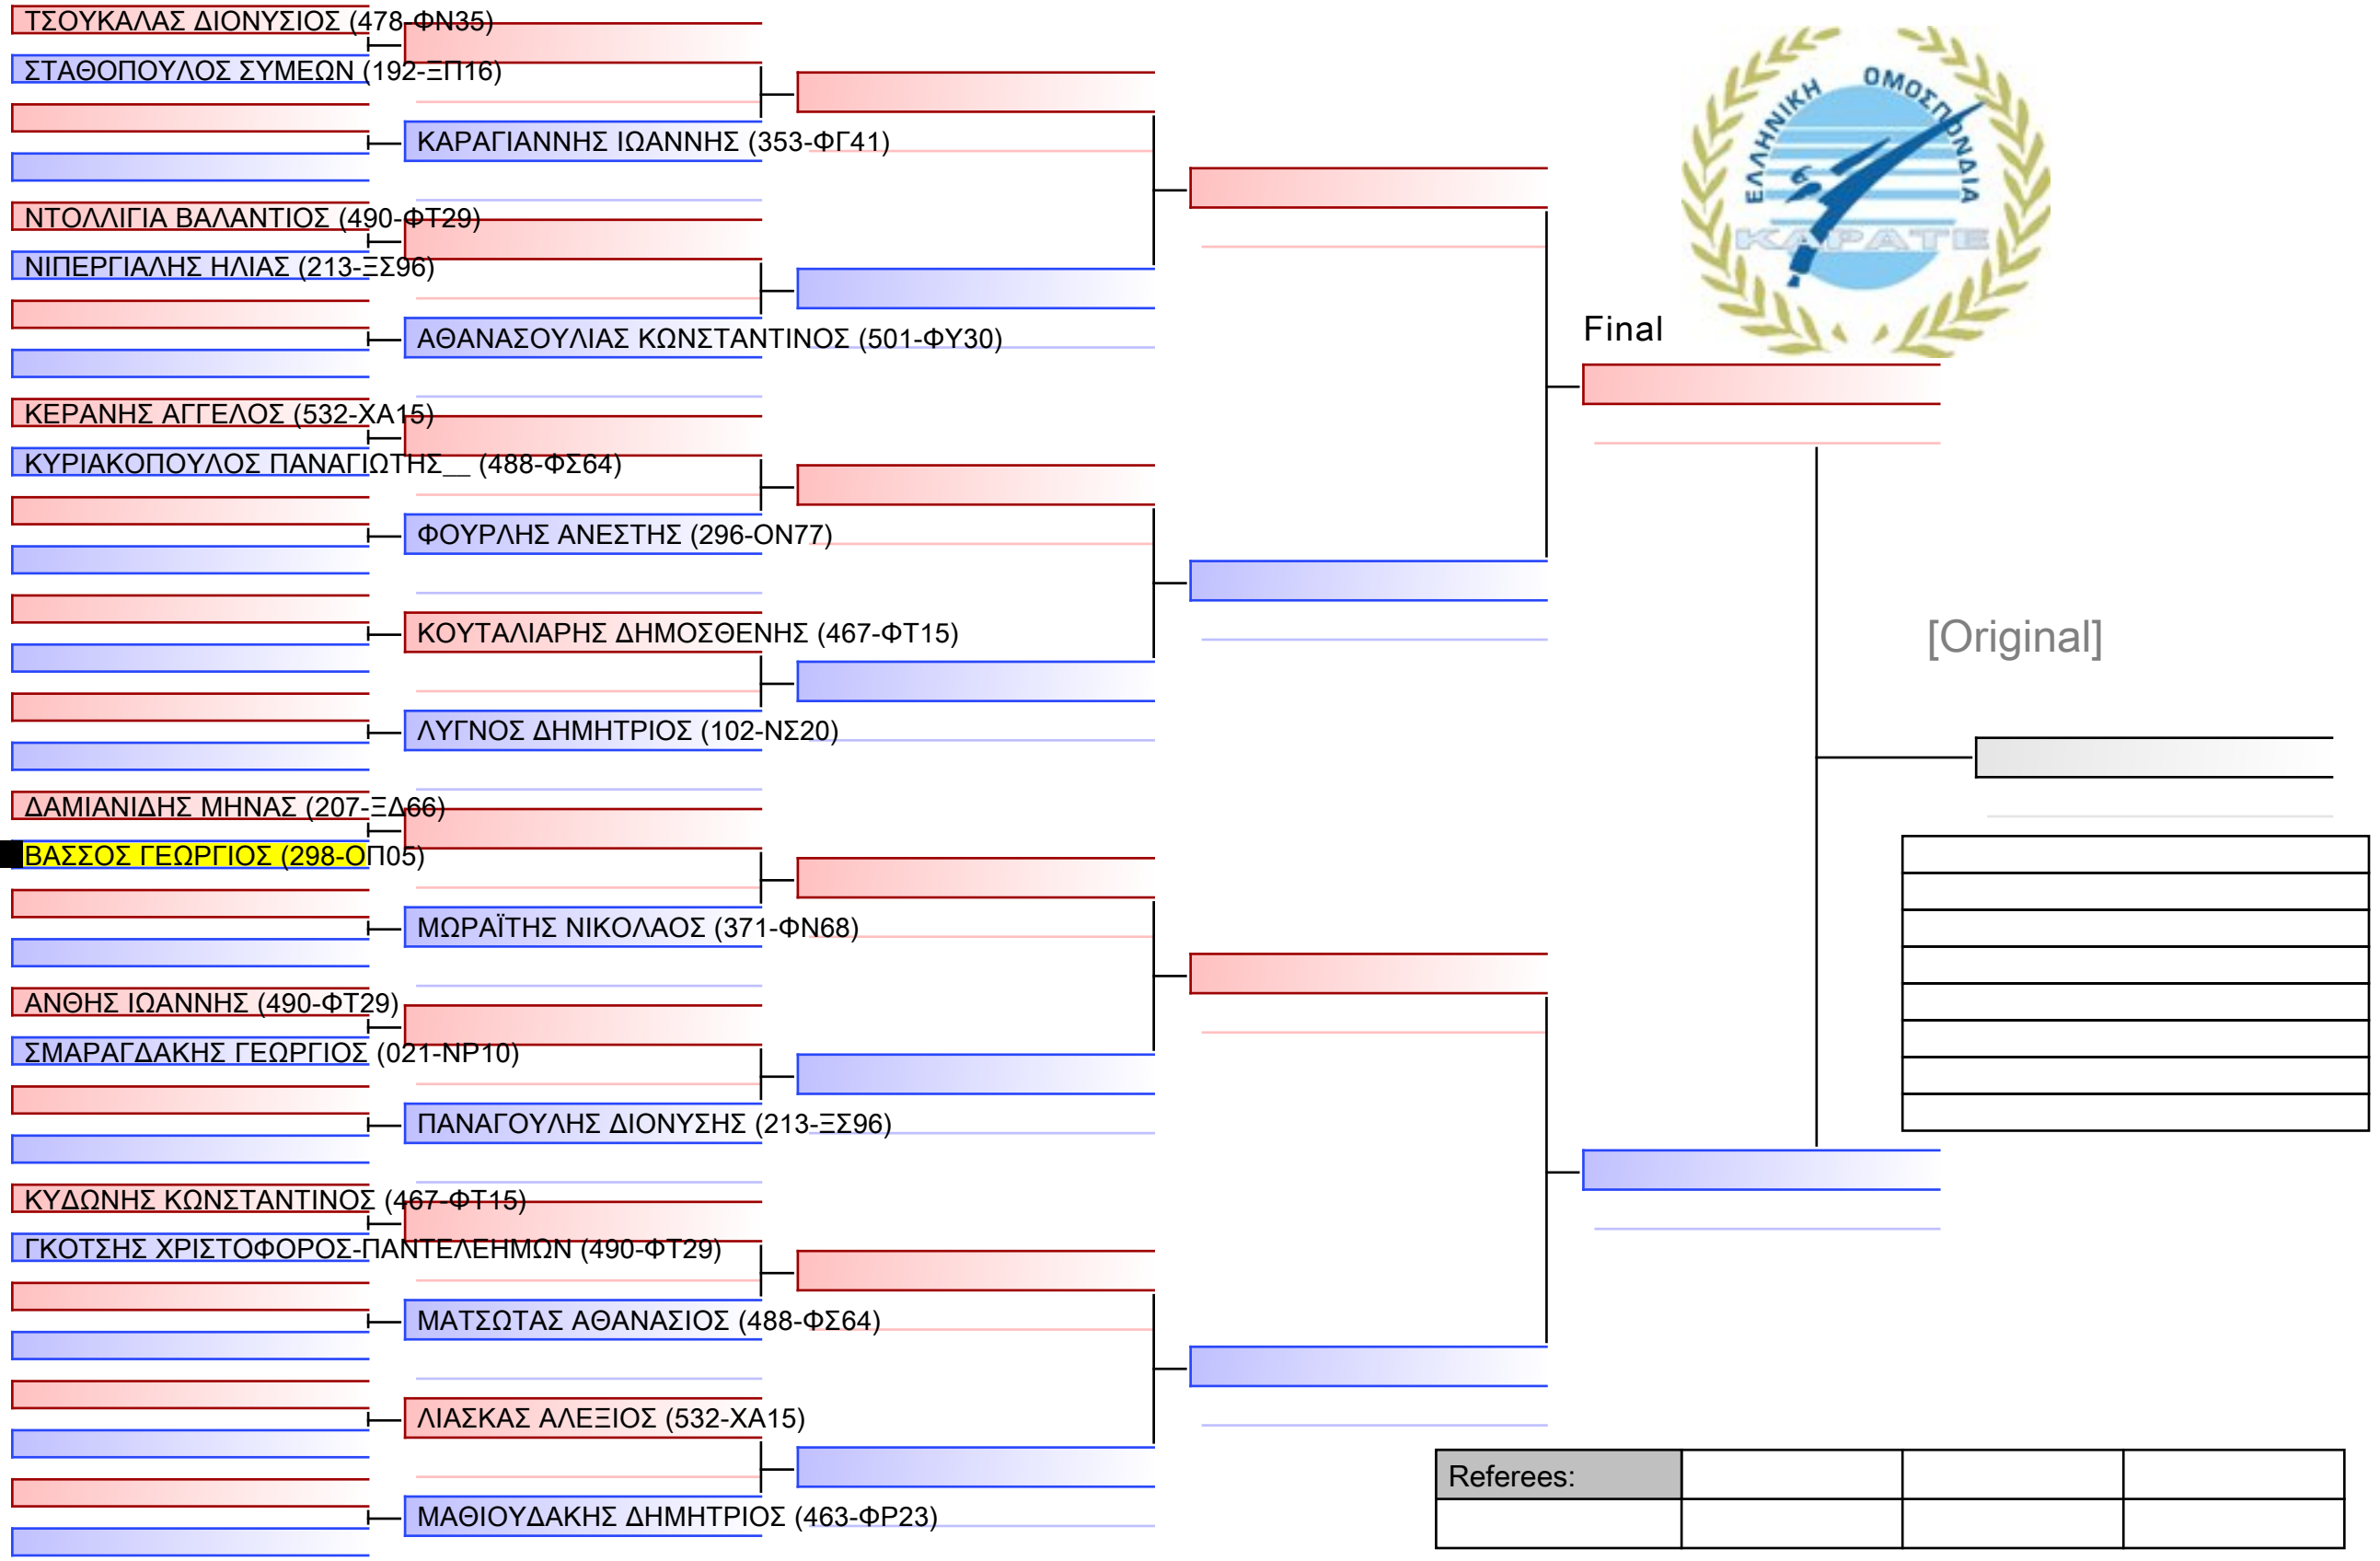 ΤΣΟΥΚΑΛΑΣ ΔΙΟΝΥΣΙΟΣ (478-ΦΝ35)
ΣΤΑΘΟΠΟΥΛΟΣ ΣΥΜΕΩΝ (192-ΞΠ16)
ΚΑΡΑΓΙΑΝΝΗΣ ΙΩΑΝΝΗΣ (353-ΦΓ41)
ΝΤΟΛΛΙΓΙΑ ΒΑΛΑΝΤΙΟΣ (490-ΦΤ29)
ΝΙΠΕΡΓΙΑΛΗΣ ΗΛΙΑΣ (213-ΞΣ96)
ΑΘΑΝΑΣΟΥΛΙΑΣ ΚΩΝΣΤΑΝΤΙΝΟΣ (501-ΦΥ30)
ΚΕΡΑΝΗΣ ΑΓΓΕΛΟΣ (532-ΧΑ15)
ΚΥΡΙΑΚΟΠΟΥΛΟΣ ΠΑΝΑΓΙΩΤΗΣ__ (488-ΦΣ64)
ΦΟΥΡΛΗΣ ΑΝΕΣΤΗΣ (296-ΟΝ77)
ΚΟΥΤΑΛΙΑΡΗΣ ΔΗΜΟΣΘΕΝΗΣ (467-ΦΤ15)
ΛΥΓΝΟΣ ΔΗΜΗΤΡΙΟΣ (102-ΝΣ20)
ΔΑΜΙΑΝΙΔΗΣ ΜΗΝΑΣ (207-ΞΔ66)
ΒΑΣΣΟΣ ΓΕΩΡΓΙΟΣ (298-ΟΠ05)
ΜΩΡΑΪΤΗΣ ΝΙΚΟΛΑΟΣ (371-ΦΝ68)
ΑΝΘΗΣ ΙΩΑΝΝΗΣ (490-ΦΤ29)
ΣΜΑΡΑΓΔΑΚΗΣ ΓΕΩΡΓΙΟΣ (021-ΝΡ10)
ΠΑΝΑΓΟΥΛΗΣ ΔΙΟΝΥΣΗΣ (213-ΞΣ96)
ΚΥΔΩΝΗΣ ΚΩΝΣΤΑΝΤΙΝΟΣ (467-ΦΤ15)
ΓΚΟΤΣΗΣ ΧΡΙΣΤΟΦΟΡΟΣ-ΠΑΝΤΕΛΕΗΜΩΝ (490-ΦΤ29)
ΜΑΤΣΩΤΑΣ ΑΘΑΝΑΣΙΟΣ (488-ΦΣ64)
ΛΙΑΣΚΑΣ ΑΛΕΞΙΟΣ (532-ΧΑ15)
ΜΑΘΙΟΥΔΑΚΗΣ ΔΗΜΗΤΡΙΟΣ (463-ΦΡ23)
ΕΛΛΗΝΙΚΗ ΟΜΟΣΠΟΝΔΙΑ
ΚΑΡΑΤΕ
Final
[Original]
Referees: